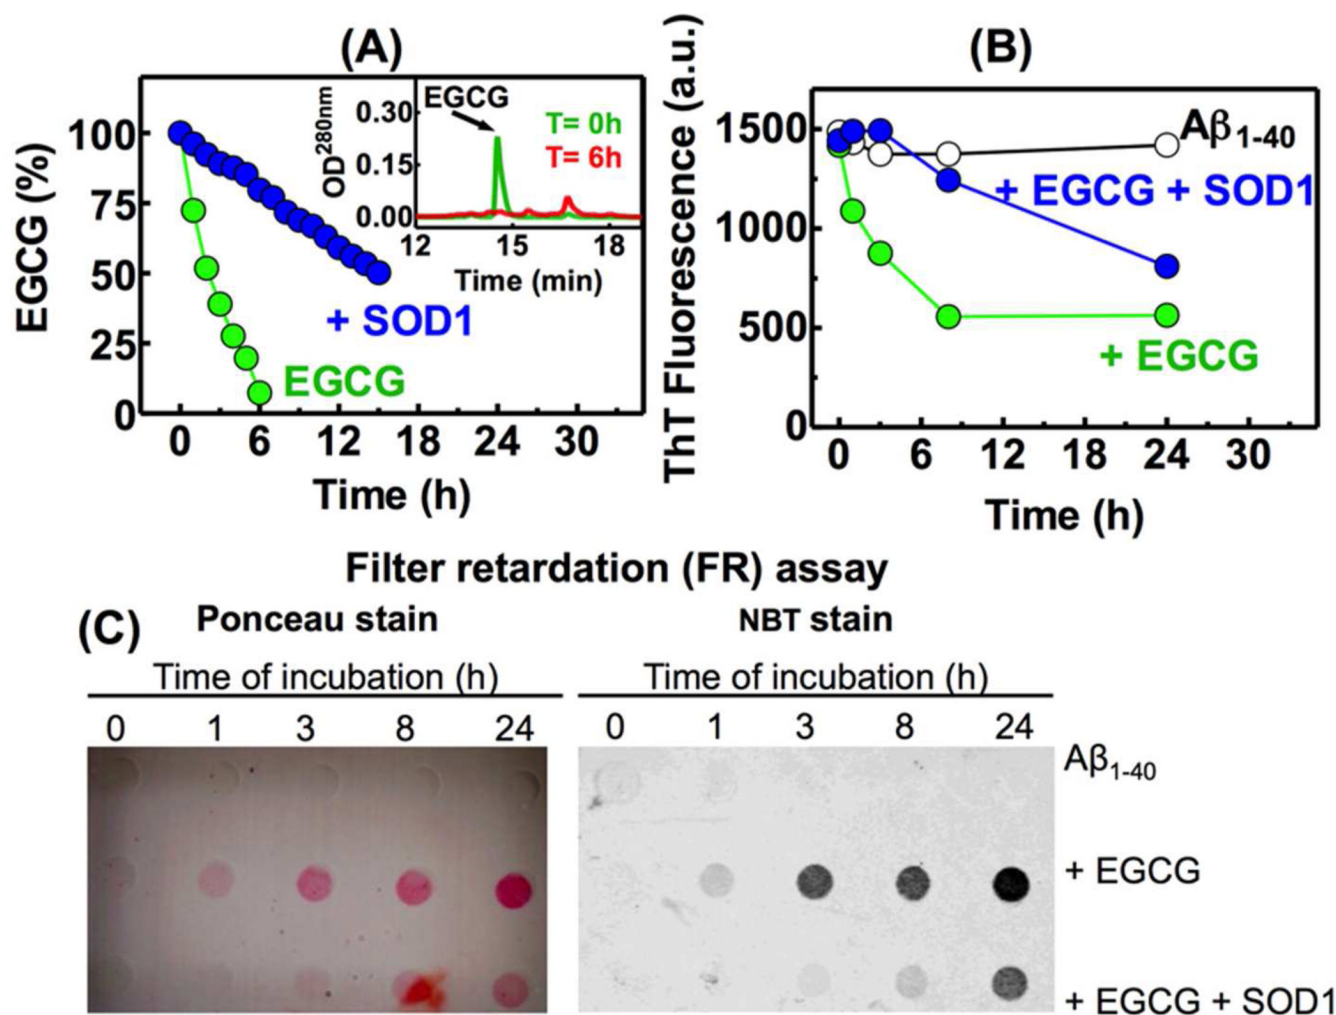 (A)
EGCG (%)
100
75
50
25
0
0 6 12 18 24 30
Time (h)
+ SOD1
EGCG
OD280nm
0.30
0.15
0.00
12 15 18
Time (min)
EGCG
T= 0h
T= 6h
(B)
ThT Fluorescence (a.u.)
1500
1000
500
0
0 6 12 18 24 30
Time (h)
Aβ1-40
+ EGCG + SOD1
+ EGCG
Filter retardation (FR) assay
(C)
Ponceau stain
Time of incubation (h)
0 1 3 8 24
NBT stain
Time of incubation (h)
0 1 3 8 24
Aβ1-40
+ EGCG
+ EGCG + SOD1